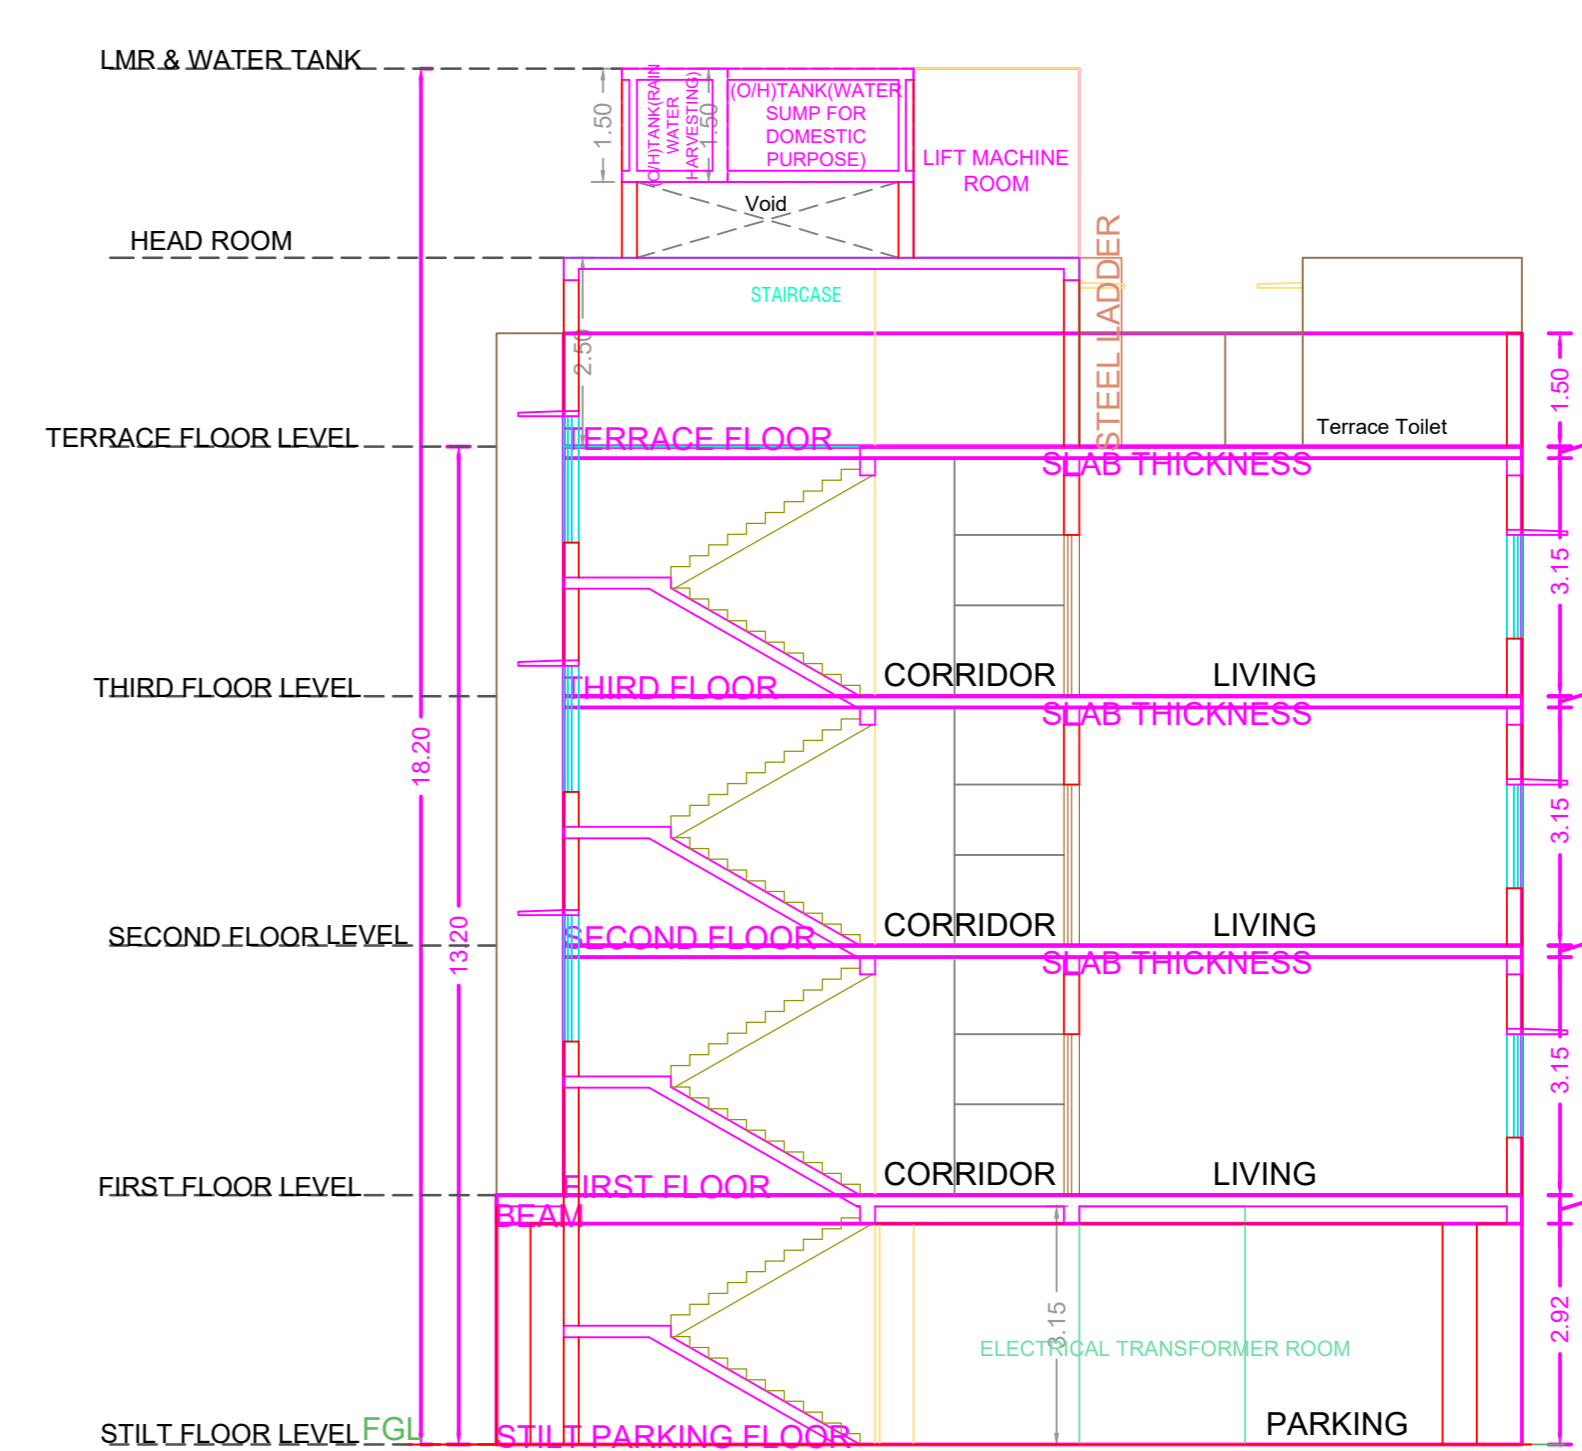 LMR & WATER TANK
1.50
(O/H)TANK(RAIN
WATER
HARVESTING)
1.50
(O/H)TANK(WATER
SUMP FOR
DOMESTIC
PURPOSE)
LIFT MACHINE
ROOM
Void
HEAD ROOM
STAIRCASE
STEEL LADDER
2.50
1.50
Terrace Toilet
TERRACE FLOOR LEVEL
TERRACE FLOOR
SLAB THICKNESS
3.15
THIRD FLOOR LEVEL
THIRD FLOOR
CORRIDOR
LIVING
SLAB THICKNESS
18.20
3.15
SECOND FLOOR LEVEL
13.20
SECOND FLOOR
CORRIDOR
LIVING
SLAB THICKNESS
3.15
FIRST FLOOR LEVEL
FIRST FLOOR
CORRIDOR
LIVING
BEAM
3.15
2.92
ELECTRICAL TRANSFORMER ROOM
STILT FLOOR LEVEL
FGL
STILT PARKING FLOOR
PARKING